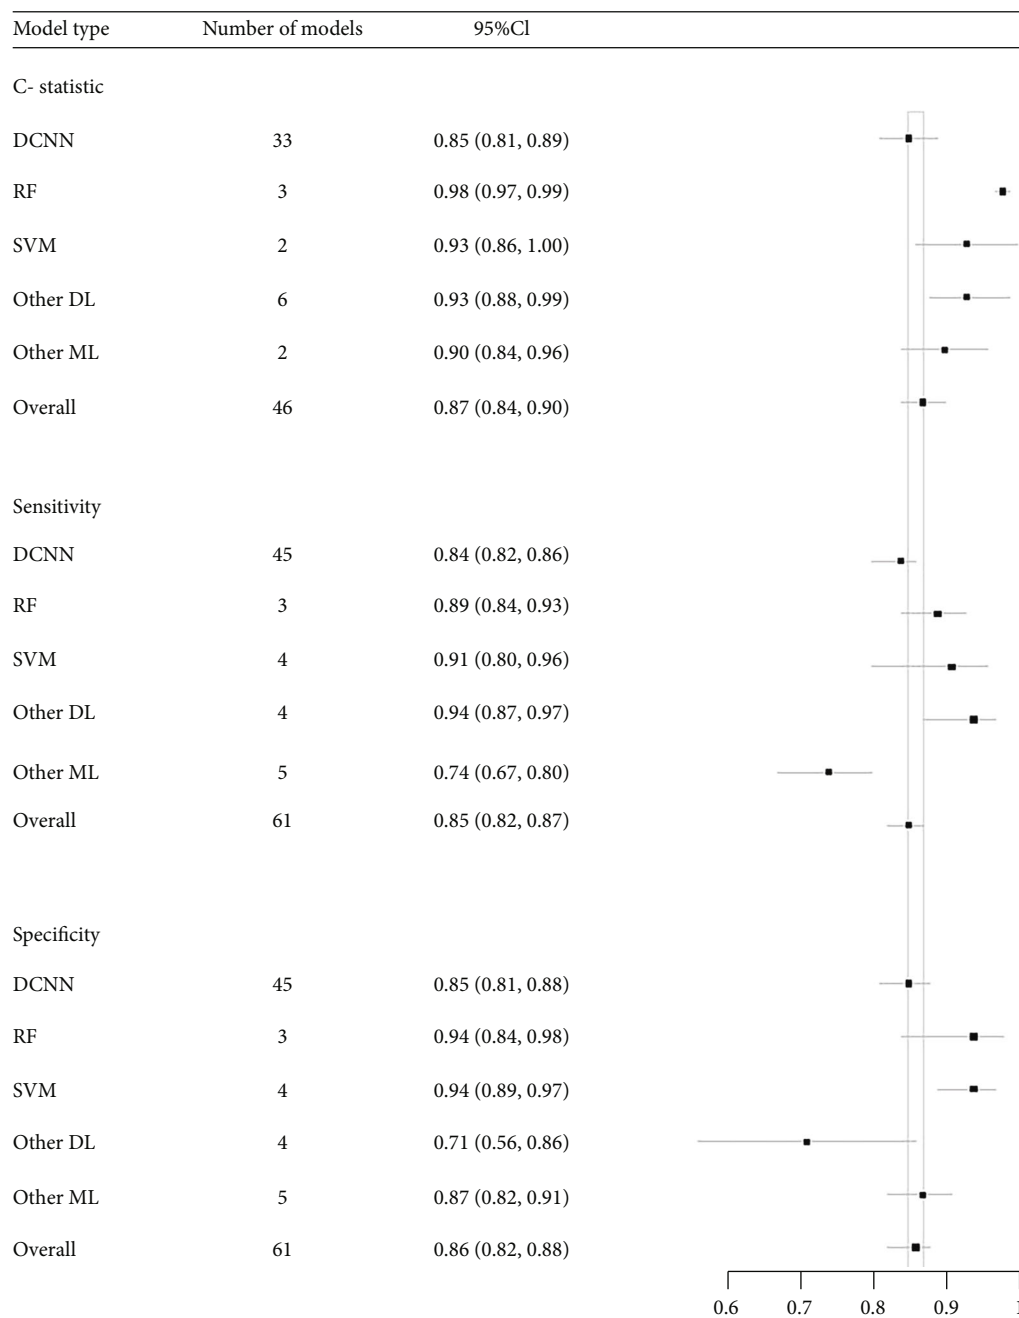 Model type Number of models 95%Cl
C- statistic
DCNN 33 0.85 (0.81, 0.89)
RF 3 0.98 (0.97, 0.99)
SVM 2 0.93 (0.86, 1.00)
Other DL 6 0.93 (0.88, 0.99)
Other ML 2 0.90 (0.84, 0.96)
Overall 46 0.87 (0.84, 0.90)
Sensitivity
DCNN 45 0.84 (0.82, 0.86)
RF 3 0.89 (0.84, 0.93)
SVM 4 0.91 (0.80, 0.96)
Other DL 4 0.94 (0.87, 0.97)
Other ML 5 0.74 (0.67, 0.80)
Overall 61 0.85 (0.82, 0.87)
Specificity
DCNN 45 0.85 (0.81, 0.88)
RF 3 0.94 (0.84, 0.98)
SVM 4 0.94 (0.89, 0.97)
Other DL 4 0.71 (0.56, 0.86)
Other ML 5 0.87 (0.82, 0.91)
Overall 61 0.86 (0.82, 0.88)
0.6 0.7 0.8 0.9